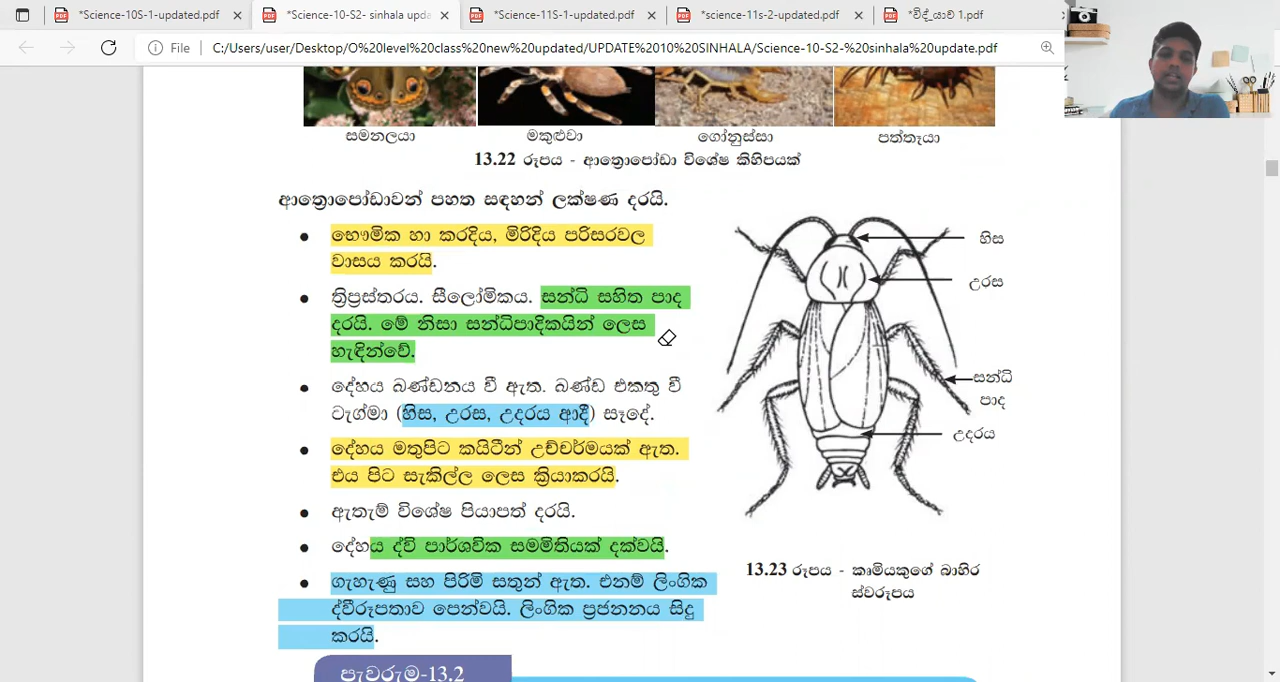 *Science-10S-1-updated.pdf
*Science-10-S2- sinhala upda
*Science-11S-1-updated.pdf
*science-11s-2-updated.pdf
*විද්‍යාව 1.pdf
File C:/Users/user/Desktop/O%20level%20class%20new%20updated/UPDATE%2010%20SINHALA/Science-10-S2-%20sinhala%20update.pdf
සමනලයා
මකුළුවා
ගෝනුස්සා
පත්තෑයා
13.22 රූපය - ආත්‍රොපෝඩා විශේෂ කිහිපයක්
ආත්‍රොපෝඩාවන් පහත සඳහන් ලක්ෂණ දරයි.
• භෞමික හා කරදිය, මිරිදිය පරිසරවල
වාසය කරයි.
• ත්‍රිප්‍රස්තරය. සීලෝමිකය. සන්ධි සහිත පාද
දරයි. මේ නිසා සන්ධිපාදිකයින් ලෙස
හැඳින්වේ.
• දේහය ඛණ්ඩනය වී ඇත. ඛණ්ඩ එකතු වී
ටැග්මා (හිස, උරස, උදරය ආදී) සෑදේ.
• දේහය මතුපිට කයිටීන් උච්චර්මයක් ඇත.
එය පිට සැකිල්ල ලෙස ක්‍රියාකරයි.
• ඇතැම් විශේෂ පියාපත් දරයි.
• දේහය ද්වි පාර්ශවික සමමිතියක් දක්වයි.
• ගැහැණු සහ පිරිමි සතුන් ඇත. එනම් ලිංගික
ද්විරූපතාව පෙන්වයි. ලිංගික ප්‍රජනනය සිදු
කරයි.
හිස
උරස
සන්ධි
පාද
උදරය
13.23 රූපය - කෘමියකුගේ බාහිර
ස්වරූපය
පැවරුම-13.2